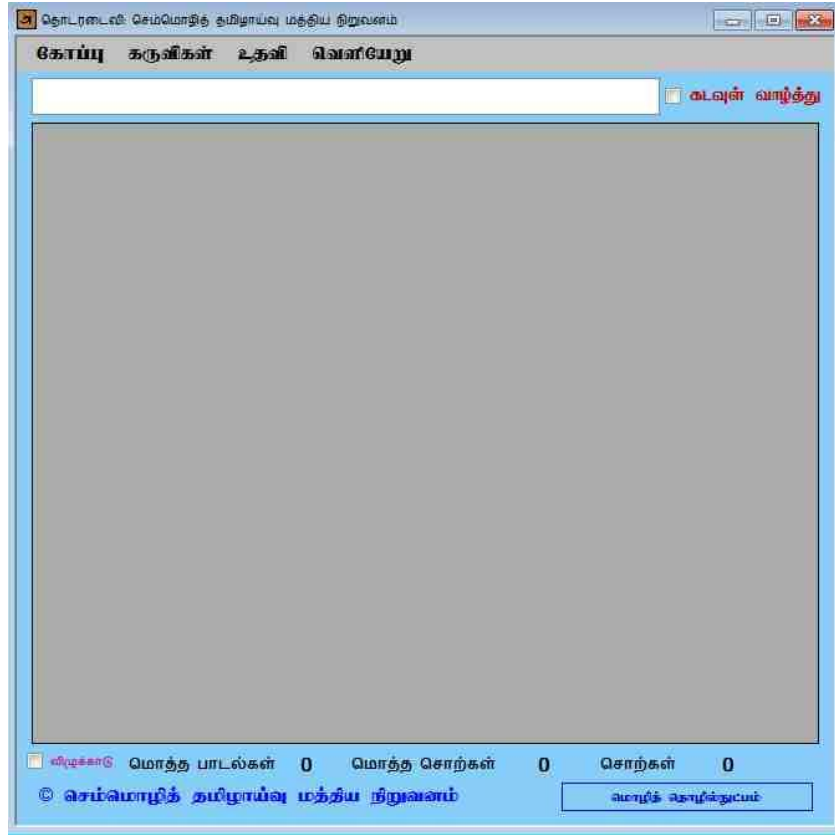 அ தொடரடைவி: செம்மொழித் தமிழாய்வு மத்திய நிறுவனம்
கோப்பு கருவிகள் உதவி வெளியேறு
கடவுள் வாழ்த்து
விழுக்காடு மொத்த பாடல்கள் 0 மொத்த சொற்கள் 0 சொற்கள் 0
© செம்மொழித் தமிழாய்வு மத்திய நிறுவனம் மொழித் தொழில்நுட்பம்